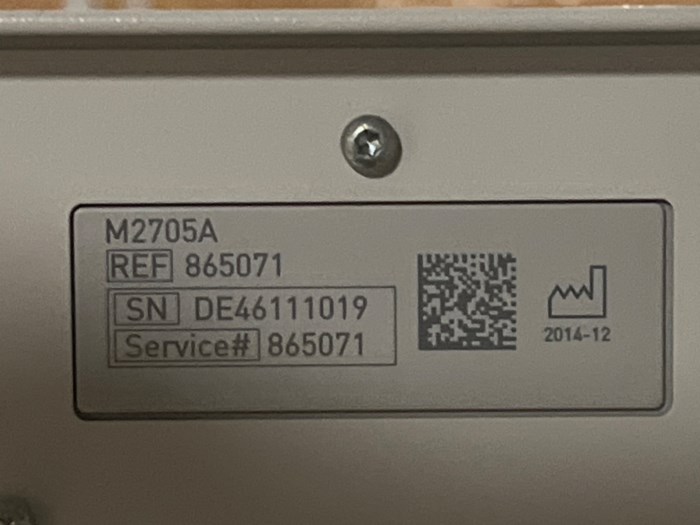 M2705A
REF 865071
SN DE46111019
Service# 865071
2014-12